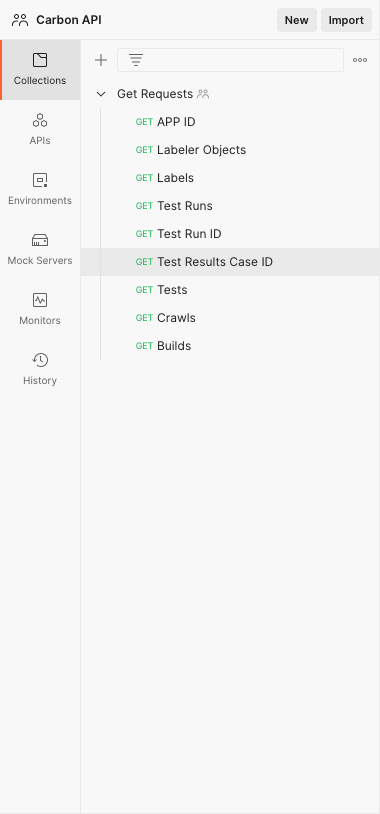 Carbon API
New
Import
Collections
APIs
Environments
Mock Servers
Monitors
History
Get Requests
GET APP ID
GET Labeler Objects
GET Labels
GET Test Runs
GET Test Run ID
GET Test Results Case ID
GET Tests
GET Crawls
GET Builds